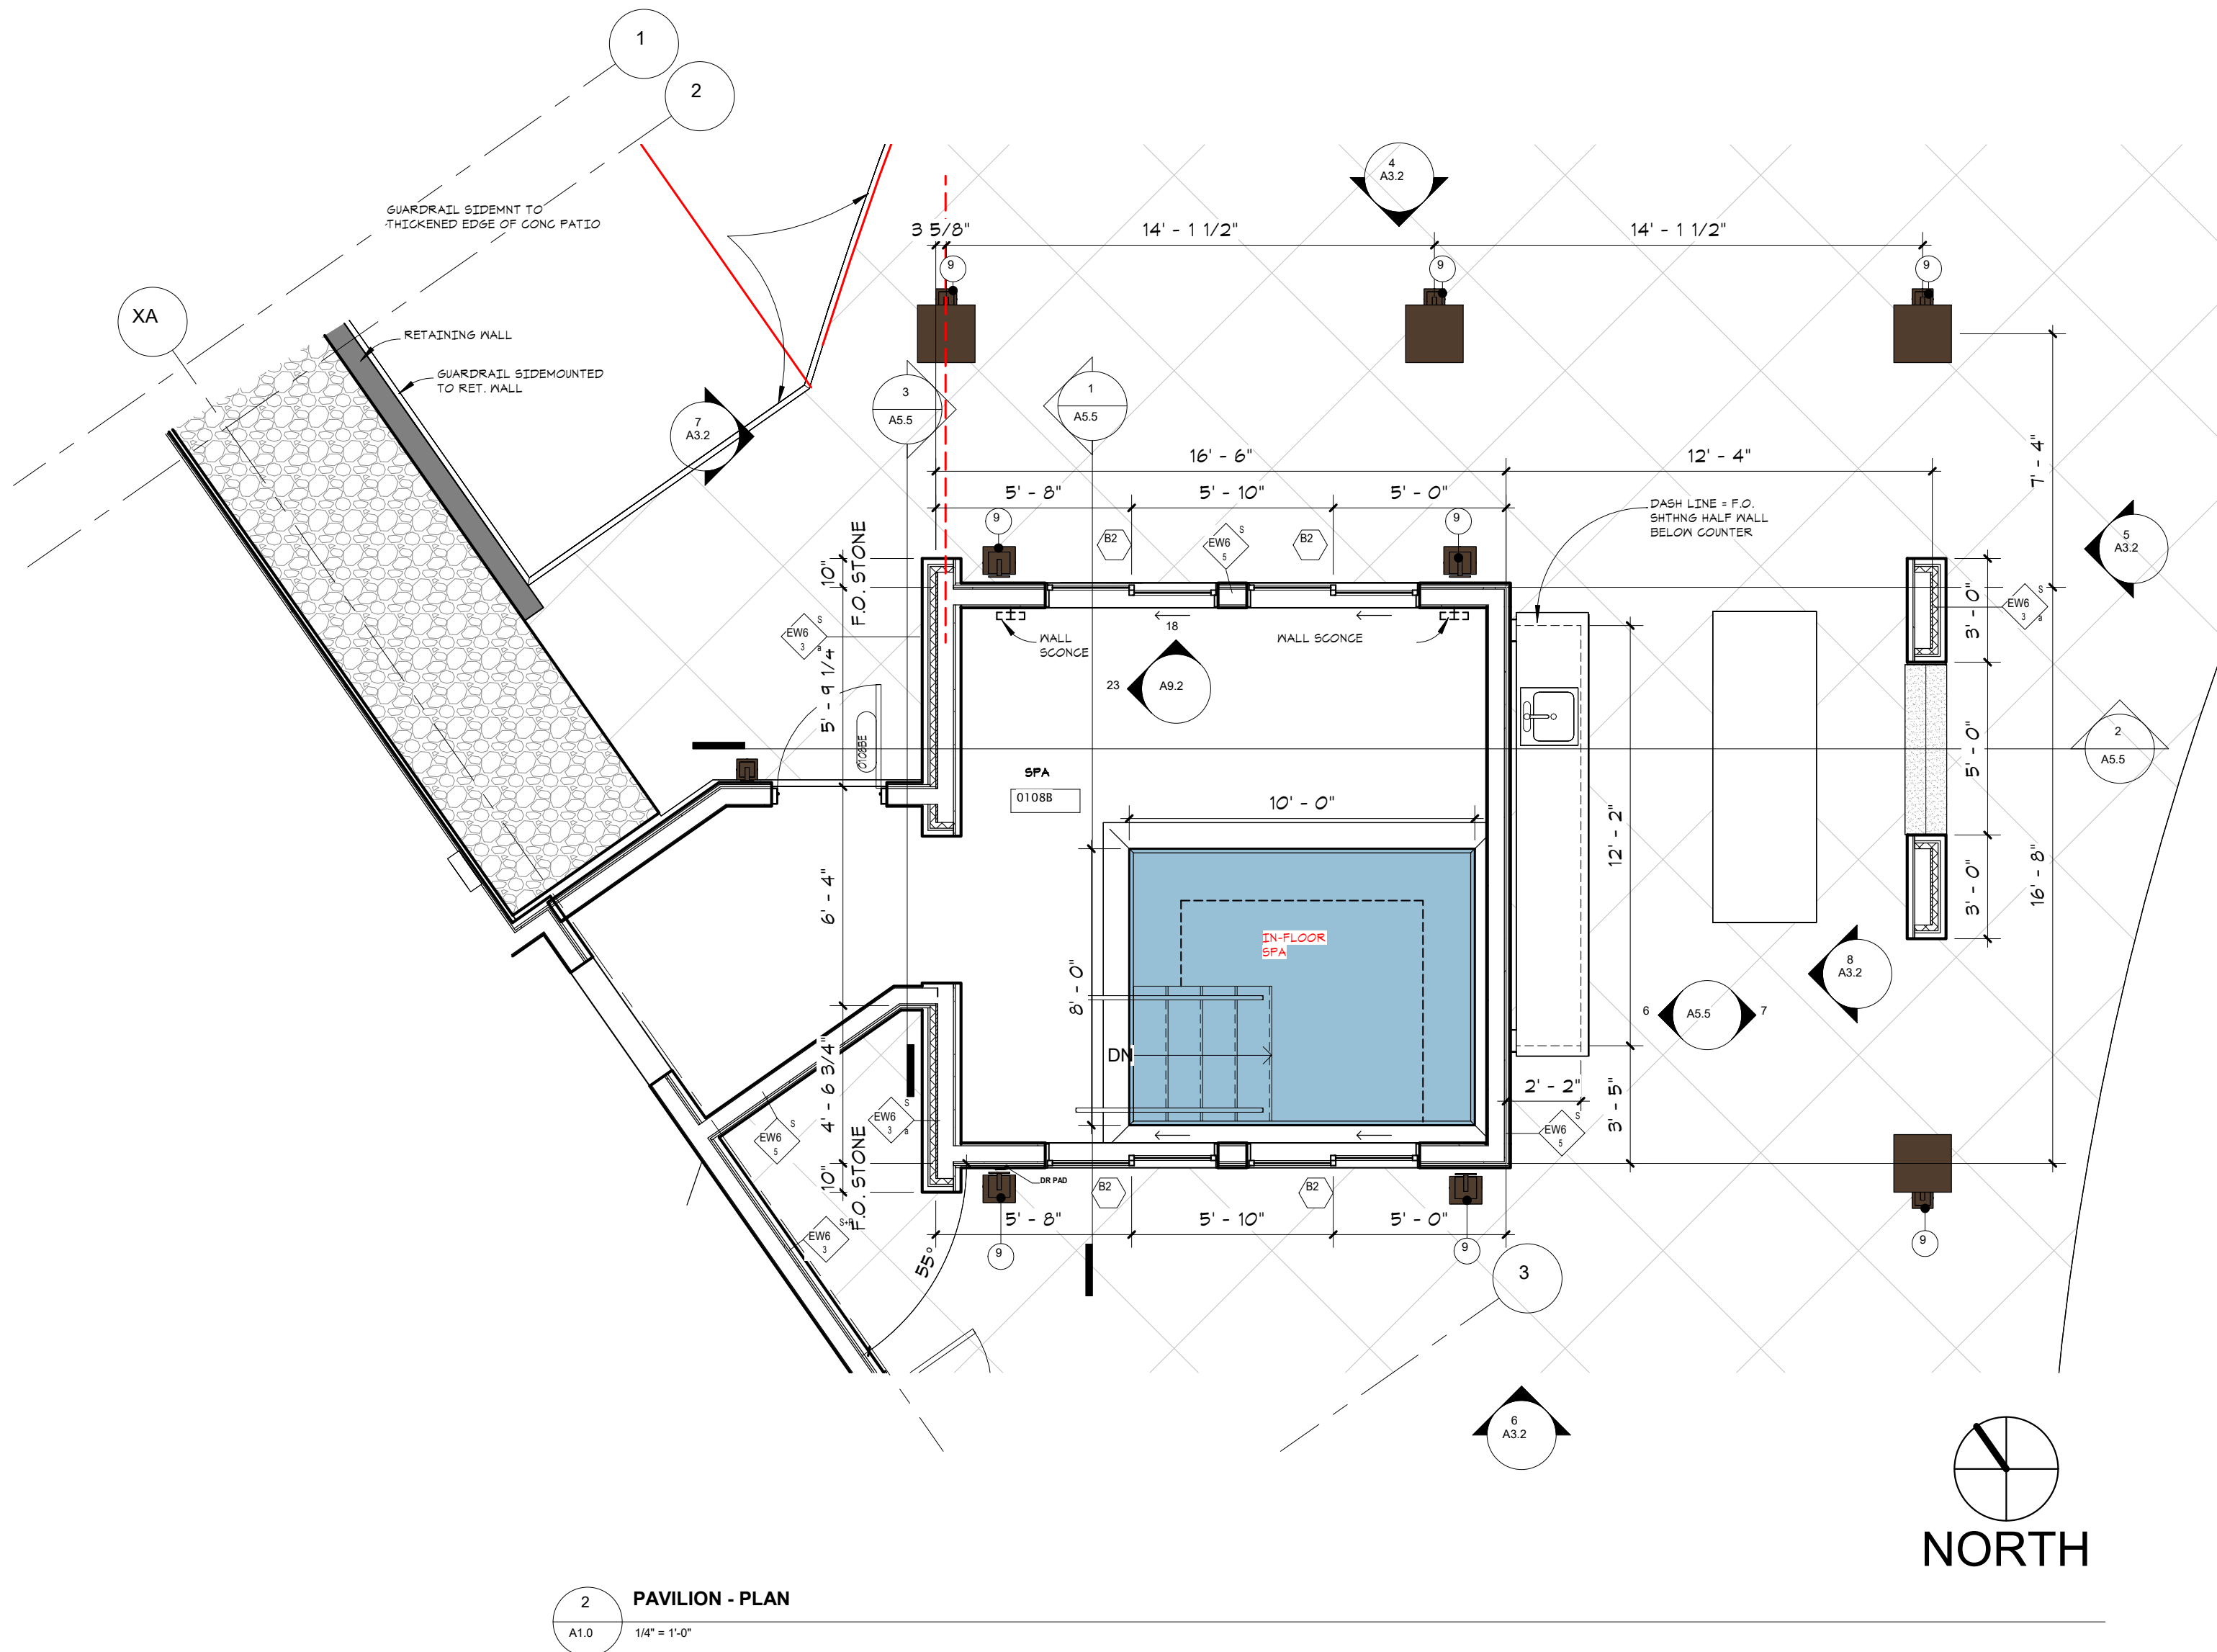 1
2
GUARDRAIL SIDEMNT TO
THICKENED EDGE OF CONC PATIO
XA
RETAINING WALL
GUARDRAIL SIDEMOUNTED
TO RET. WALL
4
A3.2
3 5/8"
14' - 1 1/2"
14' - 1 1/2"
9
9
9
7
A3.2
3
A5.5
1
A5.5
16' - 6"
12' - 4"
7' - 4"
5' - 8"
5' - 10"
5' - 0"
DASH LINE = F.O.
SHTHNG HALF WALL
BELOW COUNTER
9
9
B2
EW6
5
S
B2
5
A3.2
10"
F.O. STONE
EW6
3
S
a
5' - 9 1/4
WALL
SCONCE
18
WALL SCONCE
23
A9.2
3' - 0"
EW6
3
S
a
0108BE
SPA
0108B
10' - 0"
5' - 0"
2
A5.5
12' - 2"
6' - 4"
8' - 0"
IN-FLOOR
SPA
3' - 0"
16' - 8"
8
A3.2
6
A5.5
7
DN
4' - 6 3/4"
2' - 2"
3' - 5"
EW6
5
S
EW6
3
S
a
EW6
5
S
10"
F.O. STONE
DR PAD
B2
B2
EW6
3
5' - 8"
5' - 10"
5' - 0"
9
9
9
55°
3
6
A3.2
NORTH
2
A1.0
PAVILION - PLAN
1/4" = 1'-0"